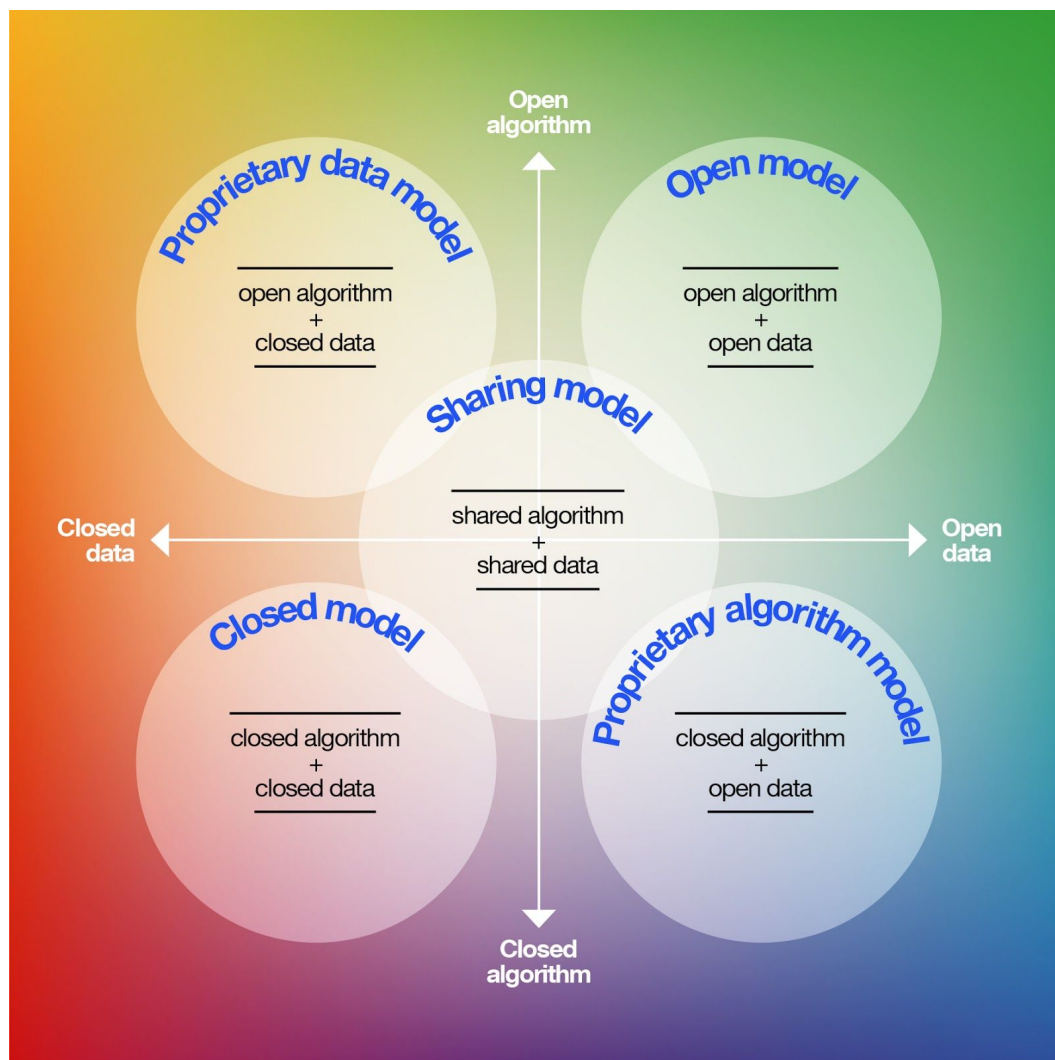 Open
algorithm
Proprietary data model
open algorithm
+
closed data
Open model
open algorithm
+
open data
Sharing model
shared algorithm
+
shared data
Closed
data
Open
data
Closed model
closed algorithm
+
closed data
Proprietary algorithm model
closed algorithm
+
open data
Closed
algorithm